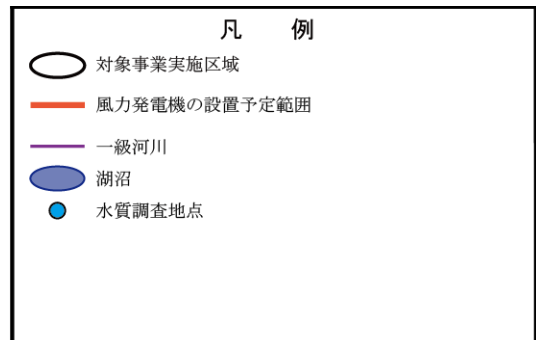 凡 例
対象事業実施区域
風力発電機の設置予定範囲
一級河川
湖沼
水質調査地点